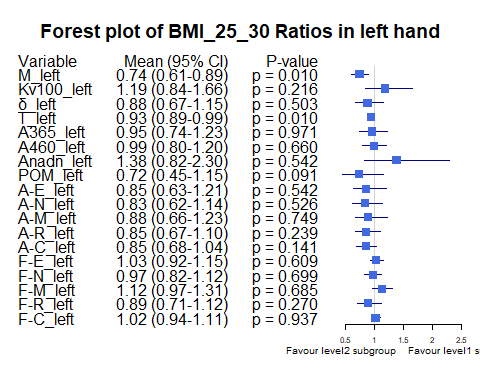 Forest plot of BMI_25_30 Ratios in left hand
Variable Mean (95% CI) P-value
M_left 0.74 (0.61-0.89) p = 0.010
Kv100_left 1.19 (0.84-1.66) p = 0.216
δ_left 0.88 (0.67-1.15) p = 0.503
T_left 0.93 (0.89-0.99) p = 0.010
A365_left 0.95 (0.74-1.23) p = 0.971
A460_left 0.99 (0.80-1.20) p = 0.660
Anadn_left 1.38 (0.82-2.30) p = 0.542
POM_left 0.72 (0.45-1.15) p = 0.091
A-E_left 0.85 (0.63-1.21) p = 0.542
A-N_left 0.83 (0.62-1.14) p = 0.526
A-M_left 0.88 (0.66-1.23) p = 0.749
A-R_left 0.85 (0.67-1.10) p = 0.239
A-C_left 0.85 (0.68-1.04) p = 0.141
F-E_left 1.03 (0.92-1.15) p = 0.609
F-N_left 0.97 (0.82-1.12) p = 0.699
F-M_left 1.12 (0.97-1.31) p = 0.685
F-R_left 0.89 (0.71-1.12) p = 0.270
F-C_left 1.02 (0.94-1.11) p = 0.937
0.5 1 1.5 2 2.5
Favour level2 subgroup Favour level1 s